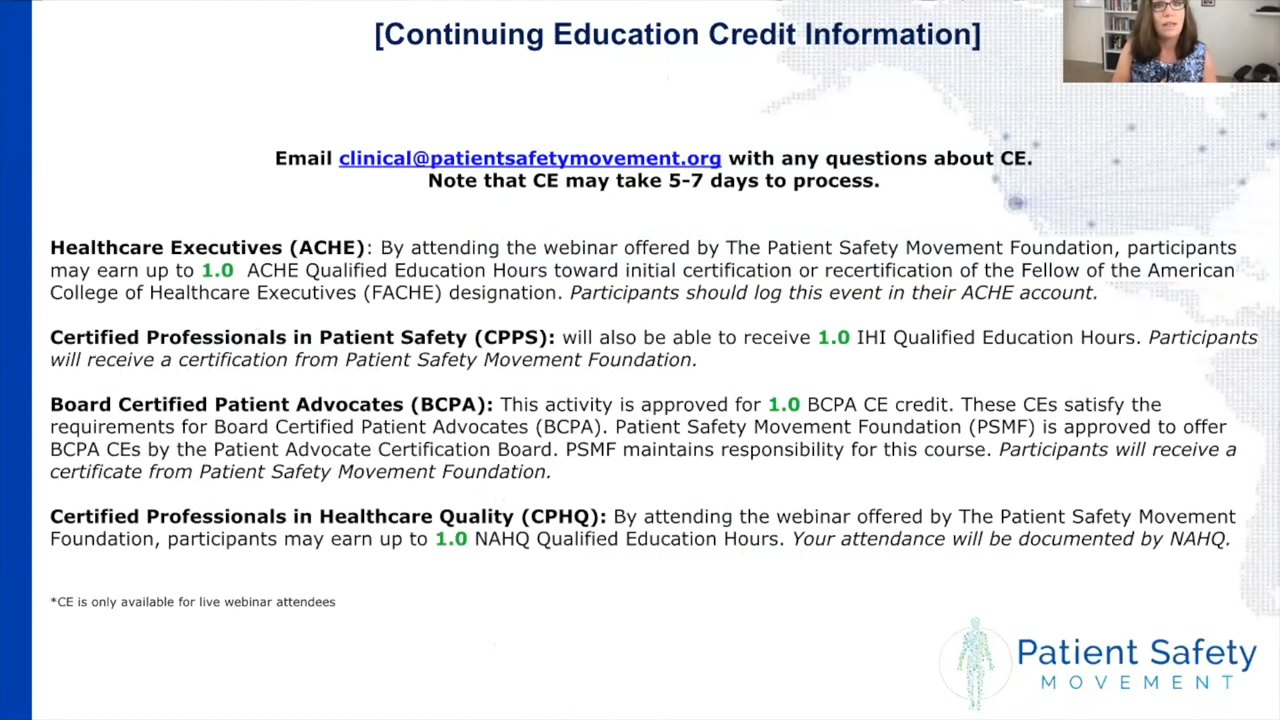 [Continuing Education Credit Information]
Email clinical@patientsafetymovement.org with any questions about CE.
Note that CE may take 5-7 days to process.
Healthcare Executives (ACHE): By attending the webinar offered by The Patient Safety Movement Foundation, participants
may earn up to 1.0 ACHE Qualified Education Hours toward initial certification or recertification of the Fellow of the American
College of Healthcare Executives (FACHE) designation. Participants should log this event in their ACHE account.
Certified Professionals in Patient Safety (CPPS): will also be able to receive 1.0 IHI Qualified Education Hours. Participants
will receive a certification from Patient Safety Movement Foundation.
Board Certified Patient Advocates (BCPA): This activity is approved for 1.0 BCPA CE credit. These CEs satisfy the
requirements for Board Certified Patient Advocates (BCPA). Patient Safety Movement Foundation (PSMF) is approved to offer
BCPA CEs by the Patient Advocate Certification Board. PSMF maintains responsibility for this course. Participants will receive a
certificate from Patient Safety Movement Foundation.
Certified Professionals in Healthcare Quality (CPHQ): By attending the webinar offered by The Patient Safety Movement
Foundation, participants may earn up to 1.0 NAHQ Qualified Education Hours. Your attendance will be documented by NAHQ.
*CE is only available for live webinar attendees
Patient Safety
MOVEMENT